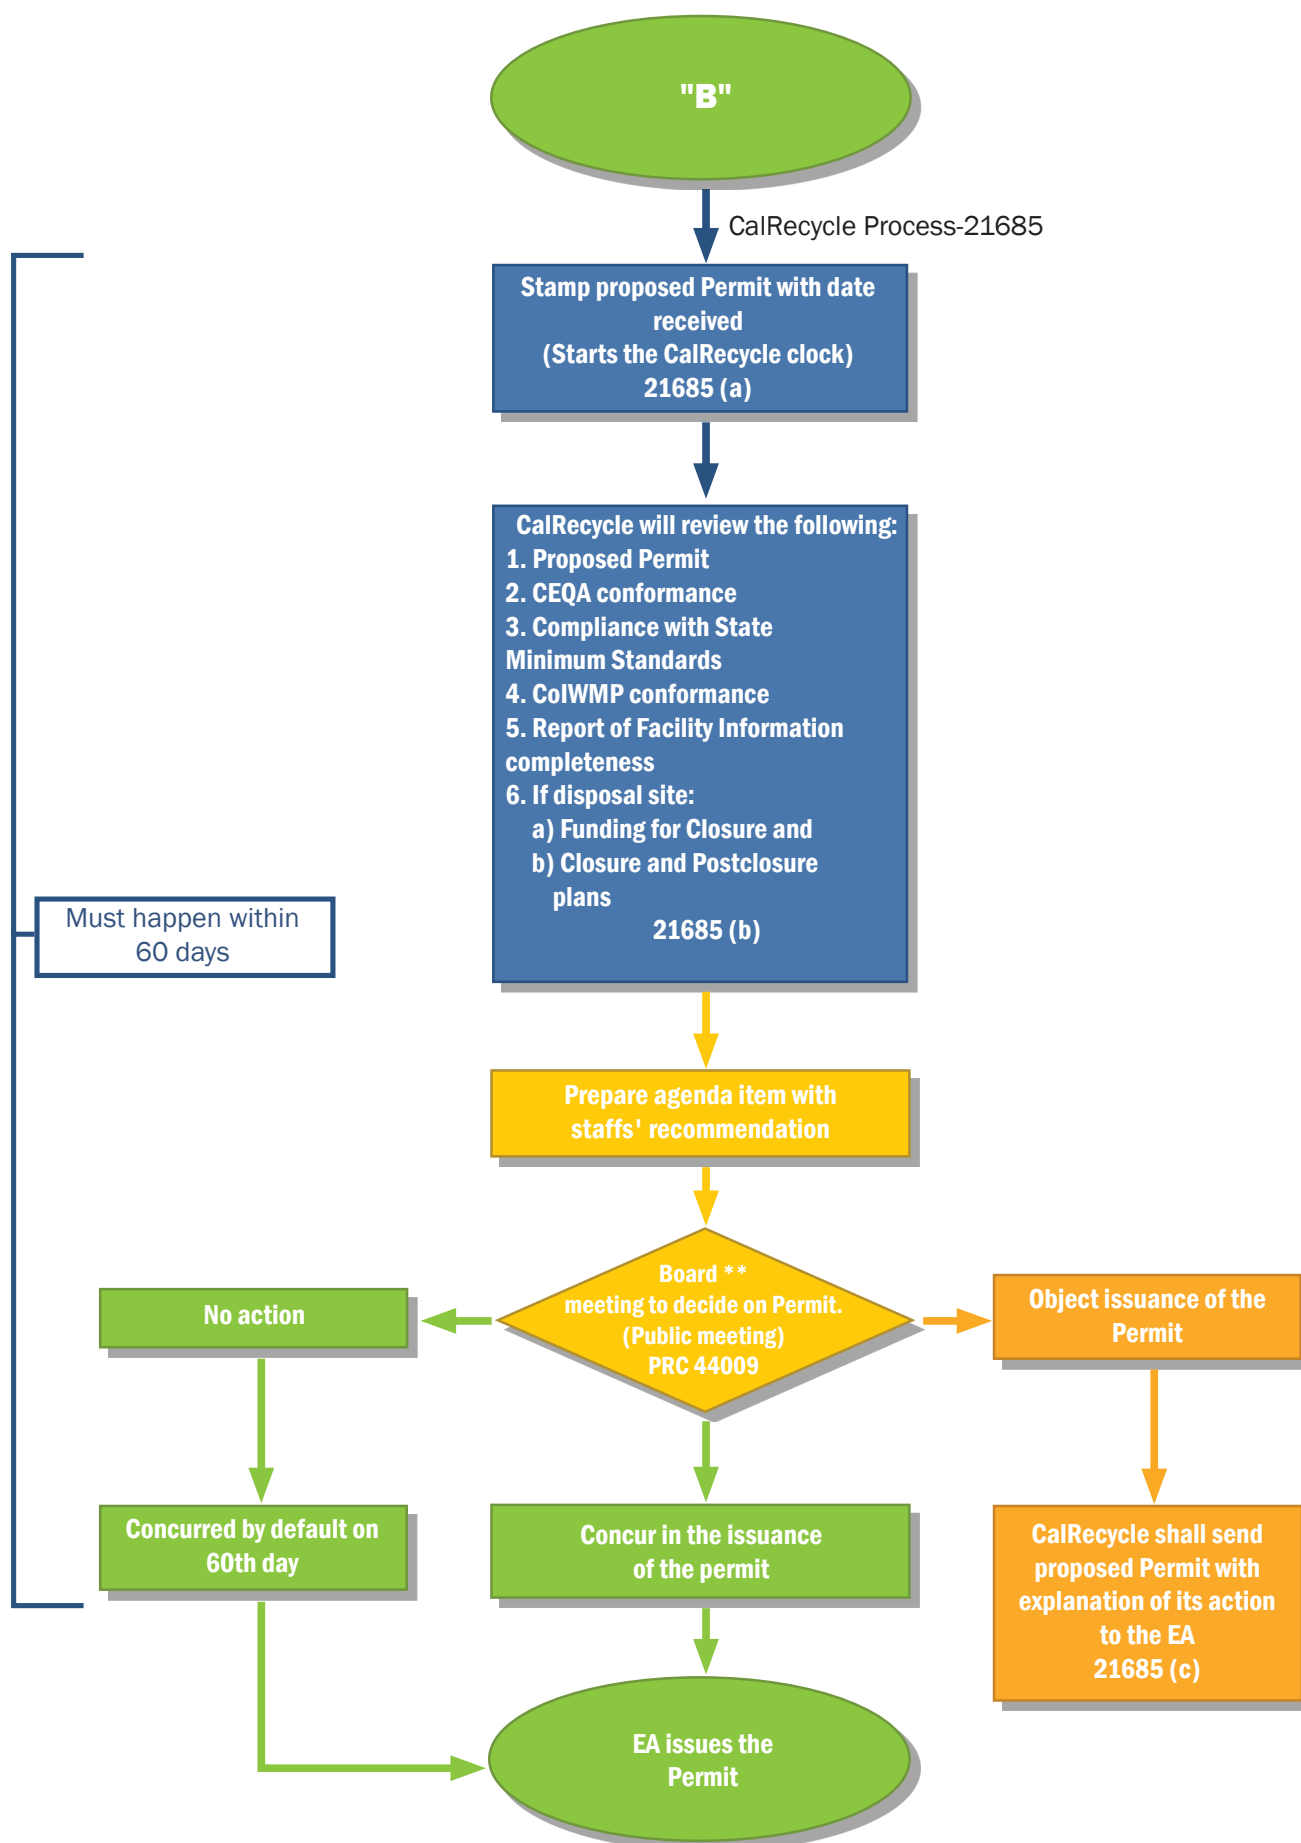 "B"
CalRecycle Process-21685
Stamp proposed Permit with date
received
(Starts the CalRecycle clock)
21685 (a)
CalRecycle will review the following:
1. Proposed Permit
2. CEQA conformance
3. Compliance with State
Minimum Standards
4. CoIWMP conformance
5. Report of Facility Information
completeness
6. If disposal site:
a) Funding for Closure and
b) Closure and Postclosure
plans
21685 (b)
Must happen within
60 days
Prepare agenda item with
staffs' recommendation
Board **
meeting to decide on Permit.
(Public meeting)
PRC 44009
No action
Object issuance of the
Permit
Concurred by default on
60th day
Concur in the issuance
of the permit
CalRecycle shall send
proposed Permit with
explanation of its action
to the EA
21685 (c)
EA issues the
Permit